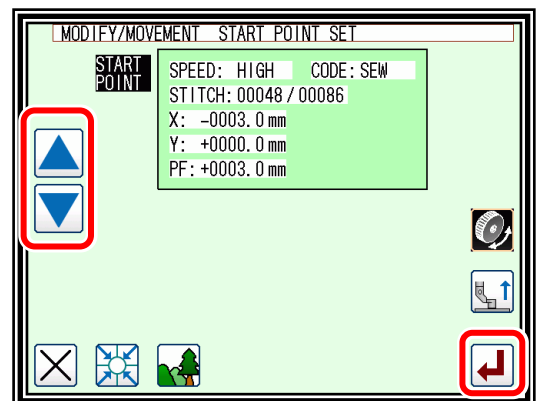 MODIFY/MOVEMENT START POINT SET
START
POINT
SPEED: HIGH CODE: SEW
STITCH: 00048 / 00086
X: -0003.0 mm
Y: +0000.0 mm
PF: +0003.0 mm